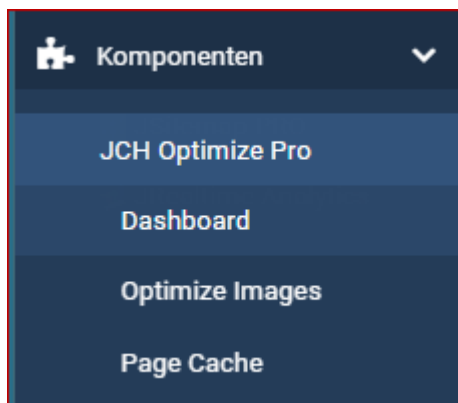 Komponenten
JCH Optimize Pro
Dashboard
Optimize Images
Page Cache